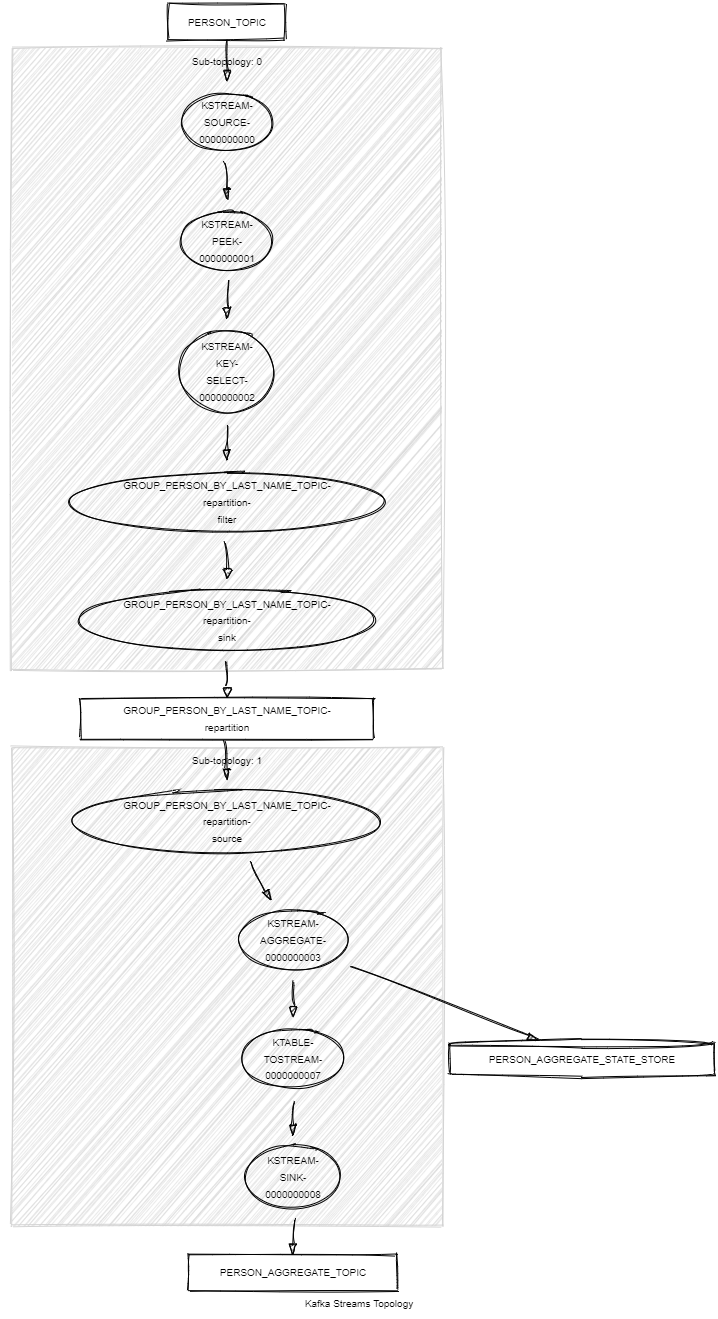 PERSON_TOPIC
Sub-topology: 0
KSTREAM-
SOURCE-
0000000000
KSTREAM-
PEEK-
0000000001
KSTREAM-
KEY-
SELECT-
0000000002
GROUP_PERSON_BY_LAST_NAME_TOPIC-
repartition-
filter
GROUP_PERSON_BY_LAST_NAME_TOPIC-
repartition-
sink
GROUP_PERSON_BY_LAST_NAME_TOPIC-
repartition
Sub-topology: 1
GROUP_PERSON_BY_LAST_NAME_TOPIC-
repartition-
source
KSTREAM-
AGGREGATE-
0000000003
KTABLE-
TOSTREAM-
0000000007
PERSON_AGGREGATE_STATE_STORE
KSTREAM-
SINK-
0000000008
PERSON_AGGREGATE_TOPIC
Kafka Streams Topology